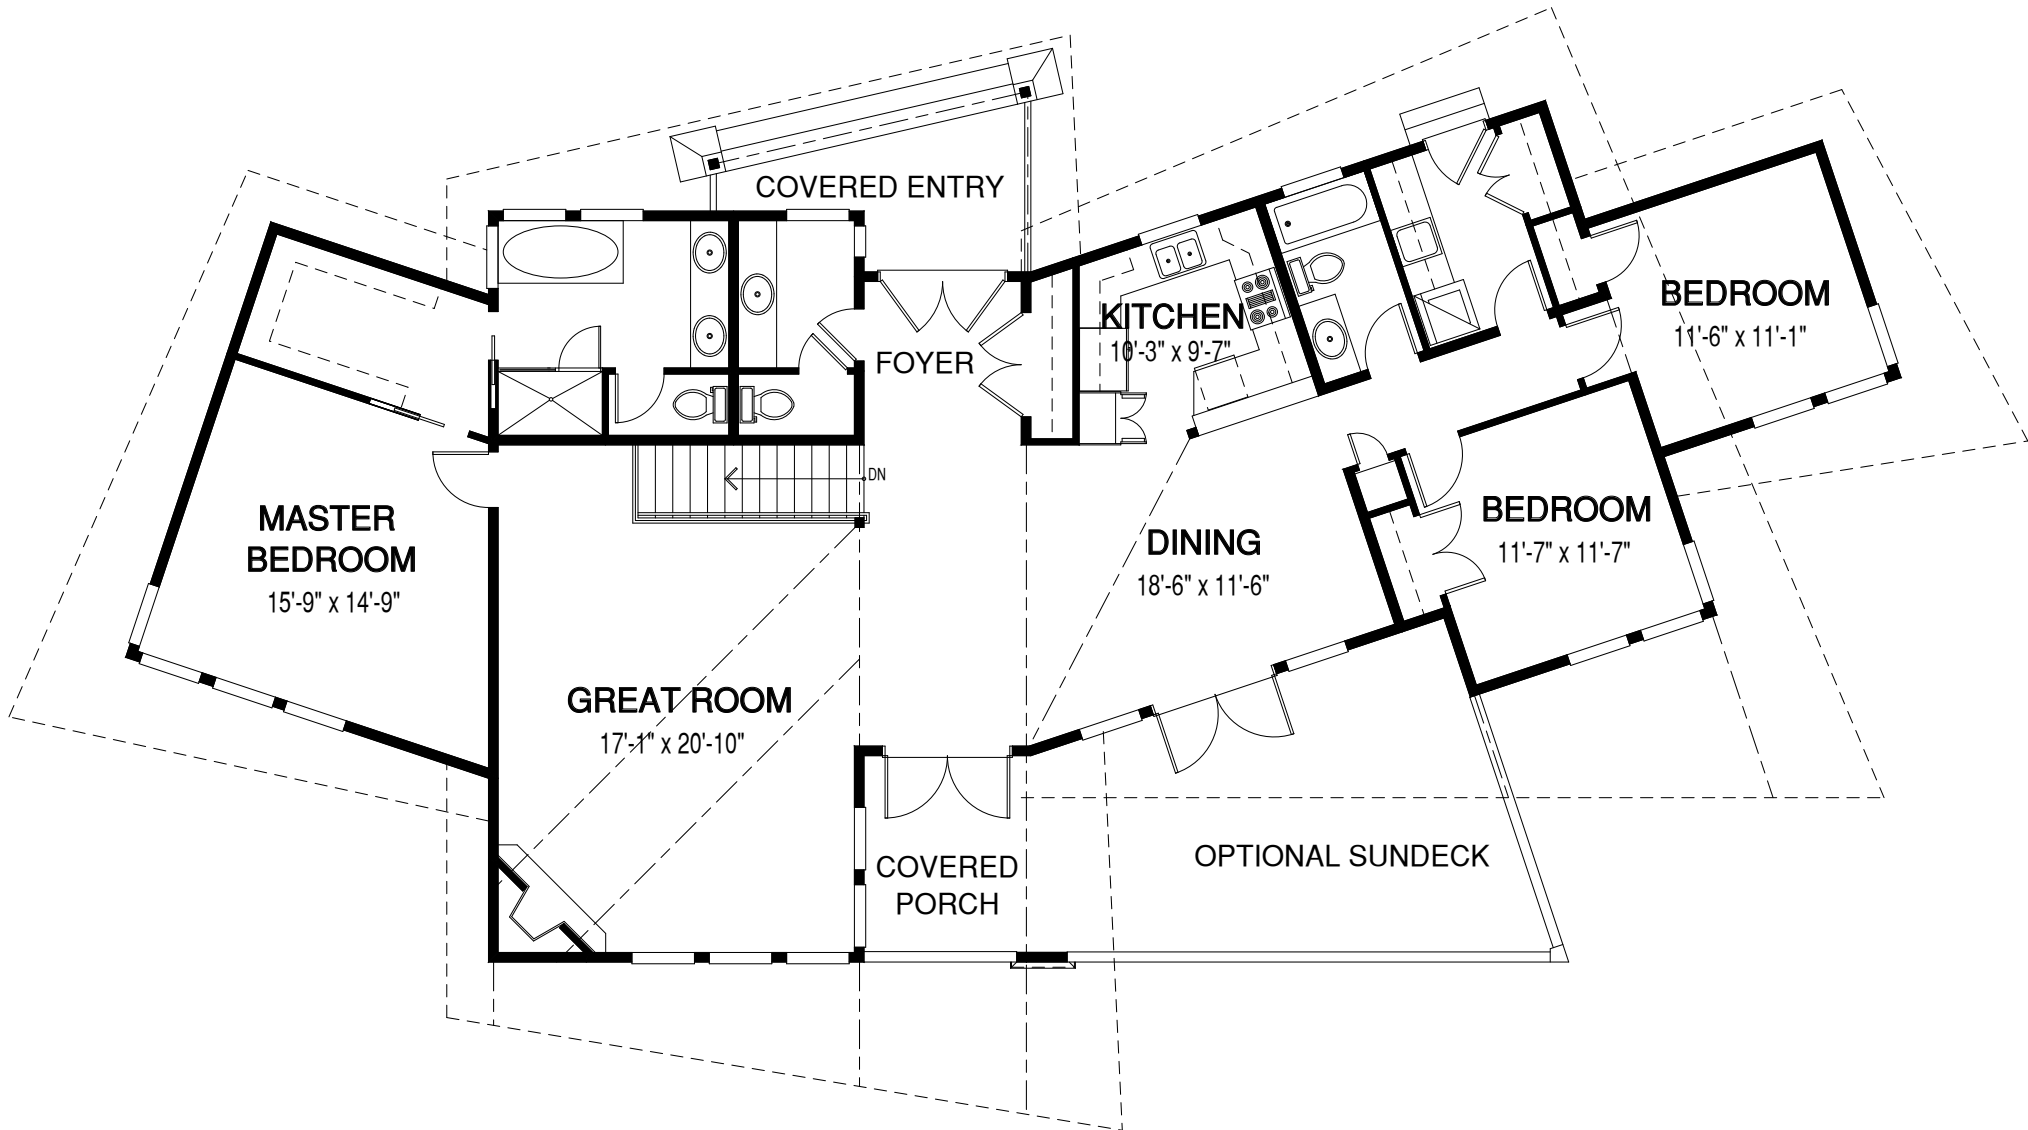 COVERED ENTRY
KITCHEN
10'-3" x 9'-7"
BEDROOM
11'-6" x 11'-1"
FOYER
DN
MASTER
BEDROOM
15'-9" x 14'-9"
DINING
18'-6" x 11'-6"
BEDROOM
11'-7" x 11'-7"
GREAT ROOM
17'-1" x 20'-10"
COVERED
PORCH
OPTIONAL SUNDECK